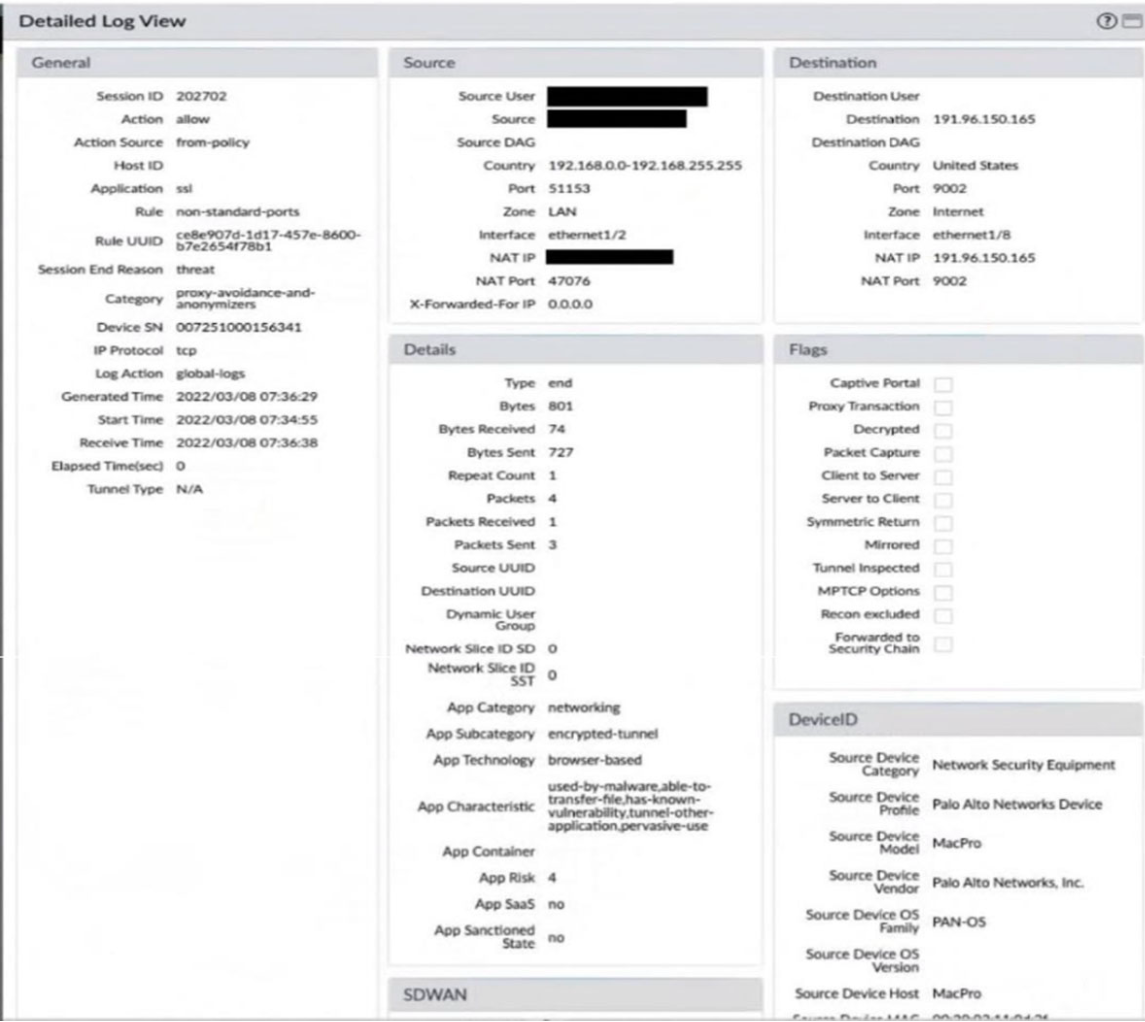 Detailed Log View
General
Session ID 202702
Action allow
Action Source from-policy
Host ID
Application ssl
Rule non-standard-ports
Rule UUID ce8e907d-1d17-457e-8600-
b7e2654f78b1
Session End Reason threat
Category proxy-avoidance-and-
anonymizers
Device SN 007251000156341
IP Protocol tcp
Log Action global-logs
Generated Time 2022/03/08 07:36:29
Start Time 2022/03/08 07:34:55
Receive Time 2022/03/08 07:36:38
Elapsed Time(sec) 0
Tunnel Type N/A
Source
Source User
Source
Source DAG
Country 192.168.0.0-192.168.255.255
Port 51153
Zone LAN
Interface ethernet1/2
NAT IP
NAT Port 47076
X-Forwarded-For IP 0.0.0.0
Details
Type end
Bytes 801
Bytes Received 74
Bytes Sent 727
Repeat Count 1
Packets 4
Packets Received 1
Packets Sent 3
Source UUID
Destination UUID
Dynamic User
Group
Network Slice ID SD 0
Network Slice ID
SST 0
App Category networking
App Subcategory encrypted-tunnel
App Technology browser-based
App Characteristic used-by-malware,able-to-
transfer-file,has-known-
vulnerability,tunnel-other-
application,pervasive-use
App Container
App Risk 4
App SaaS no
App Sanctioned
State no
SDWAN
Destination
Destination User
Destination 191.96.150.165
Destination DAG
Country United States
Port 9002
Zone Internet
Interface ethernet1/8
NAT IP 191.96.150.165
NAT Port 9002
Flags
Captive Portal
Proxy Transaction
Decrypted
Packet Capture
Client to Server
Server to Client
Symmetric Return
Mirrored
Tunnel Inspected
MPTCP Options
Recon excluded
Forwarded to
Security Chain
DeviceID
Source Device
Category Network Security Equipment
Source Device
Profile Palo Alto Networks Device
Source Device
Model MacPro
Source Device
Vendor Palo Alto Networks, Inc.
Source Device OS
Family PAN-OS
Source Device OS
Version
Source Device Host MacPro
Source Device MAC